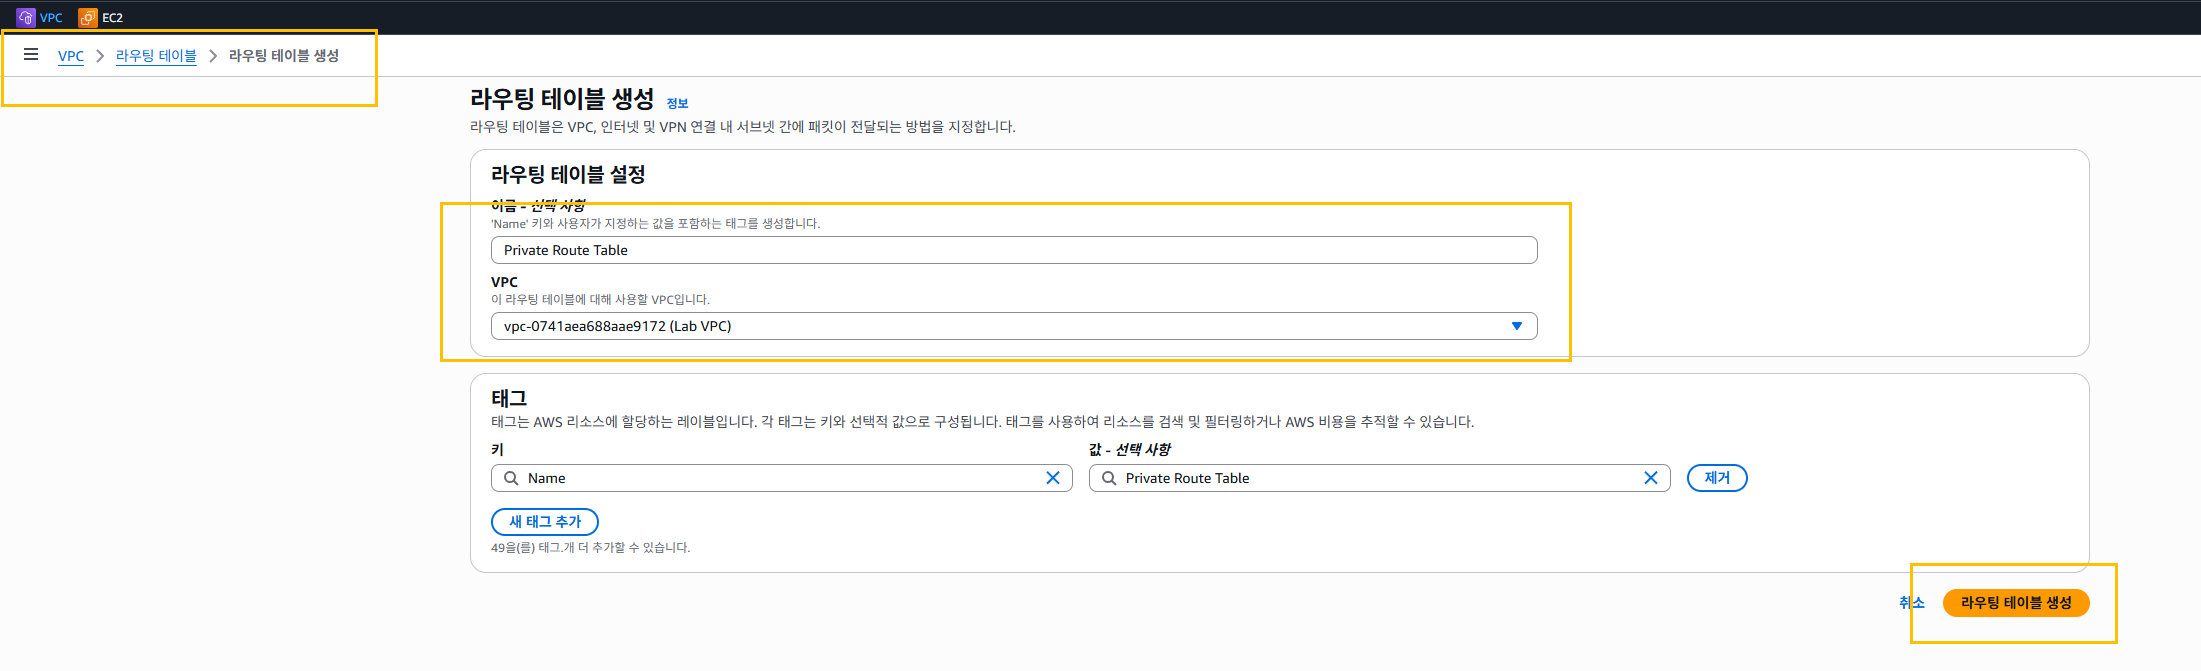 VPC EC2
VPC > 라우팅 테이블 > 라우팅 테이블 생성
라우팅 테이블 생성 정보
라우팅 테이블은 VPC, 인터넷 및 VPN 연결 내 서브넷 간에 패킷이 전달되는 방법을 지정합니다.
라우팅 테이블 설정
이름 - 선택 사항
'Name' 키와 사용자가 지정하는 값을 포함하는 태그를 생성합니다.
Private Route Table
VPC
이 라우팅 테이블에 대해 사용할 VPC입니다.
vpc-0741aea688aae9172 (Lab VPC)
태그
태그는 AWS 리소스에 할당하는 레이블입니다. 각 태그는 키와 선택적 값으로 구성됩니다. 태그를 사용하여 리소스를 검색 및 필터링하거나 AWS 비용을 추적할 수 있습니다.
키 값 - 선택 사항
Name Private Route Table 제거
새 태그 추가
49을(를) 태그.개 더 추가할 수 있습니다.
취소 라우팅 테이블 생성